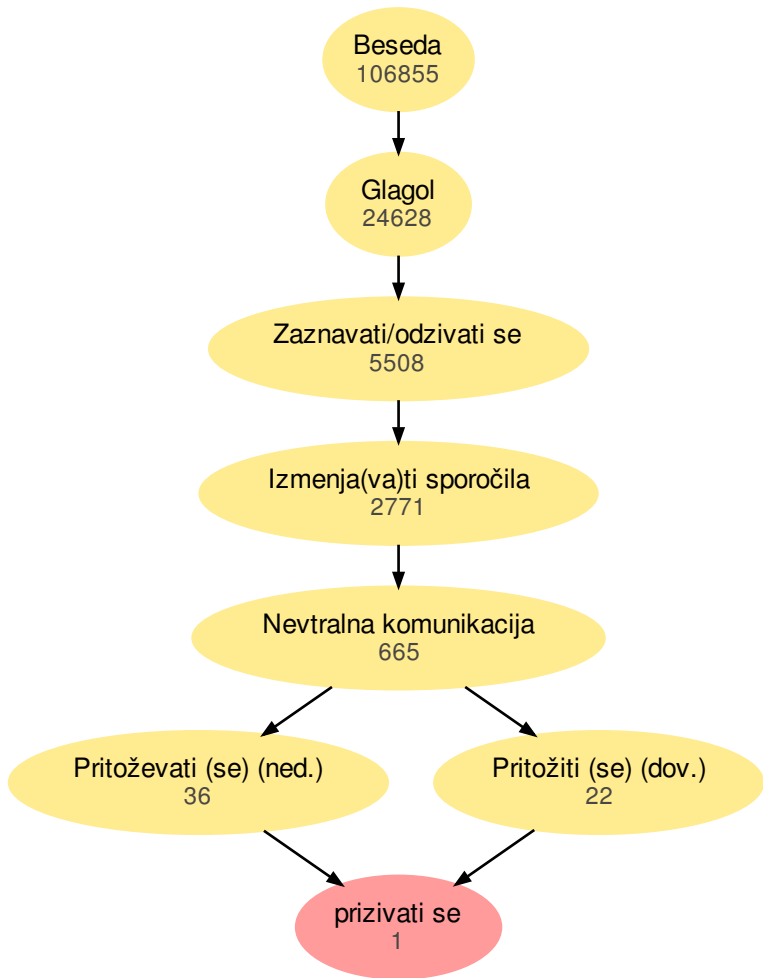 Beseda
106855
Glagol
24628
Zaznavati/odzivati se
5508
Izmenja(va)ti sporočila
2771
Nevtralna komunikacija
665
Pritoževati (se) (ned.)
36
Pritožiti (se) (dov.)
22
prizivati se
1